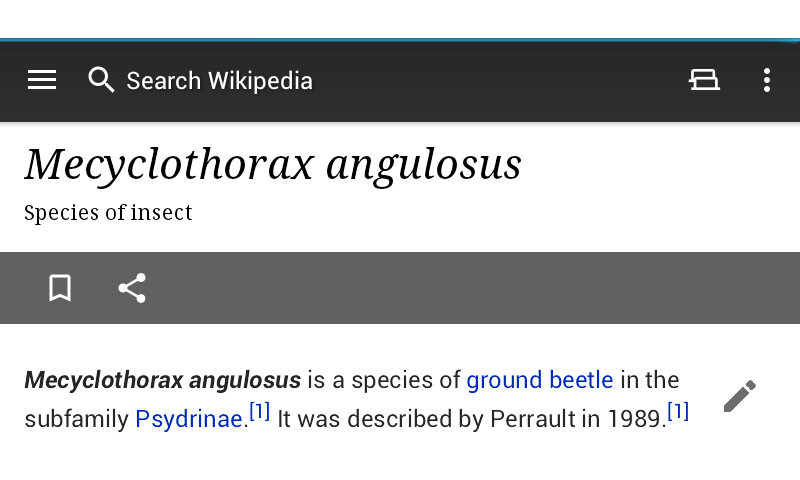 Search Wikipedia
Mecyclothorax angulosus
Species of insect
Mecyclothorax angulosus is a species of ground beetle in the
subfamily Psydrinae.[1] It was described by Perrault in 1989.[1]